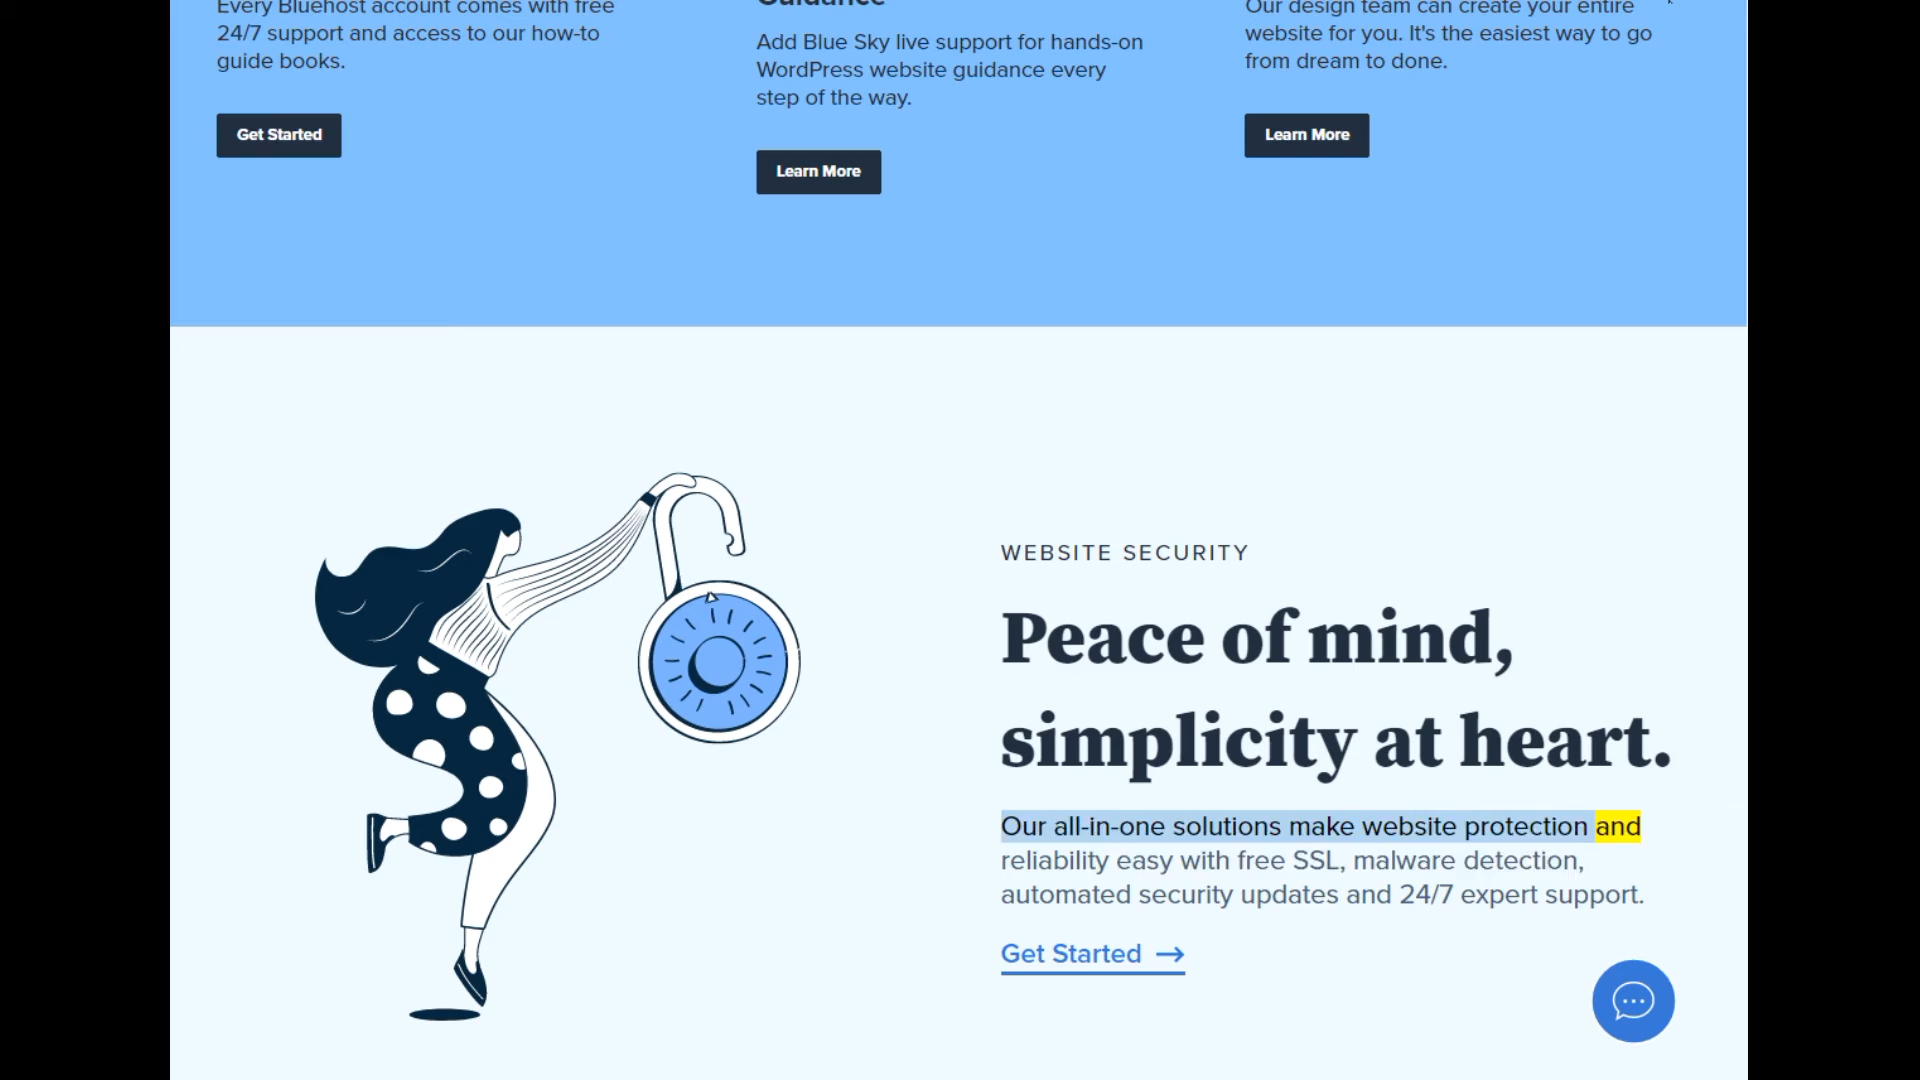 Every Bluehost account comes with free
24/7 support and access to our how-to
guide books.
Get Started
Guidance
Add Blue Sky live support for hands-on
WordPress website guidance every
step of the way.
Learn More
Our design team can create your entire
website for you. It's the easiest way to go
from dream to done.
Learn More
WEBSITE SECURITY
Peace of mind,
simplicity at heart.
Our all-in-one solutions make website protection and
reliability easy with free SSL, malware detection,
automated security updates and 24/7 expert support.
Get Started